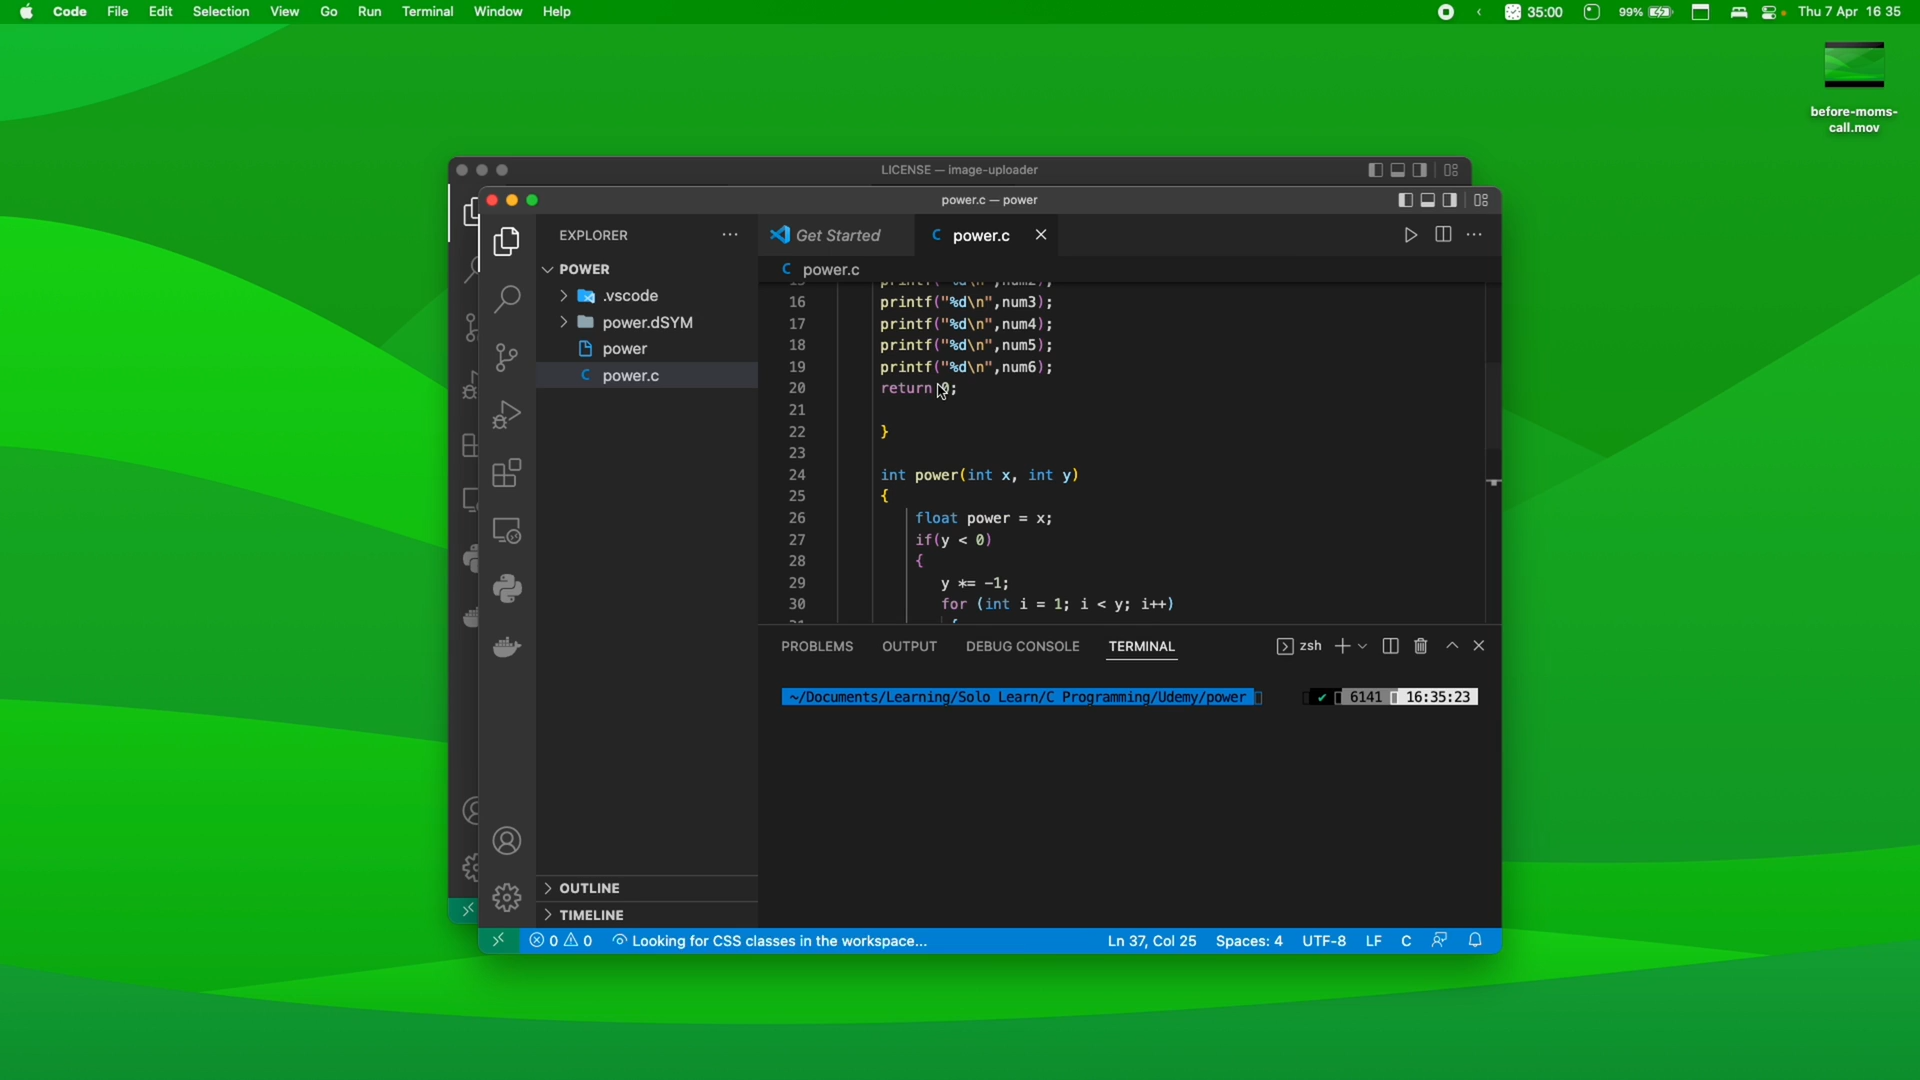 Code File Edit Selection View Go Run Terminal Window Help
35:00 99% Thu 7 Apr 16 35
before-moms-
call.mov
LICENSE — image-uploader
power.c — power
EXPLORER
Get Started
C power.c
POWER
.vscode
power.dSYM
power
C power.c
C power.c
16 printf("%d\n",num3);
17 printf("%d\n",num4);
18 printf("%d\n",num5);
19 printf("%d\n",num6);
20 return 0;
21
22 }
23
24 int power(int x, int y)
25 {
26 float power = x;
27 if(y < 0)
28 {
29 y *= -1;
30 for (int i = 1; i < y; i++)
PROBLEMS OUTPUT DEBUG CONSOLE TERMINAL
zsh
~/Documents/Learning/Solo Learn/C Programming/Udemy/power
✔ 6141 16:35:23
OUTLINE
TIMELINE
0 0 Looking for CSS classes in the workspace...
Ln 37, Col 25 Spaces: 4 UTF-8 LF C